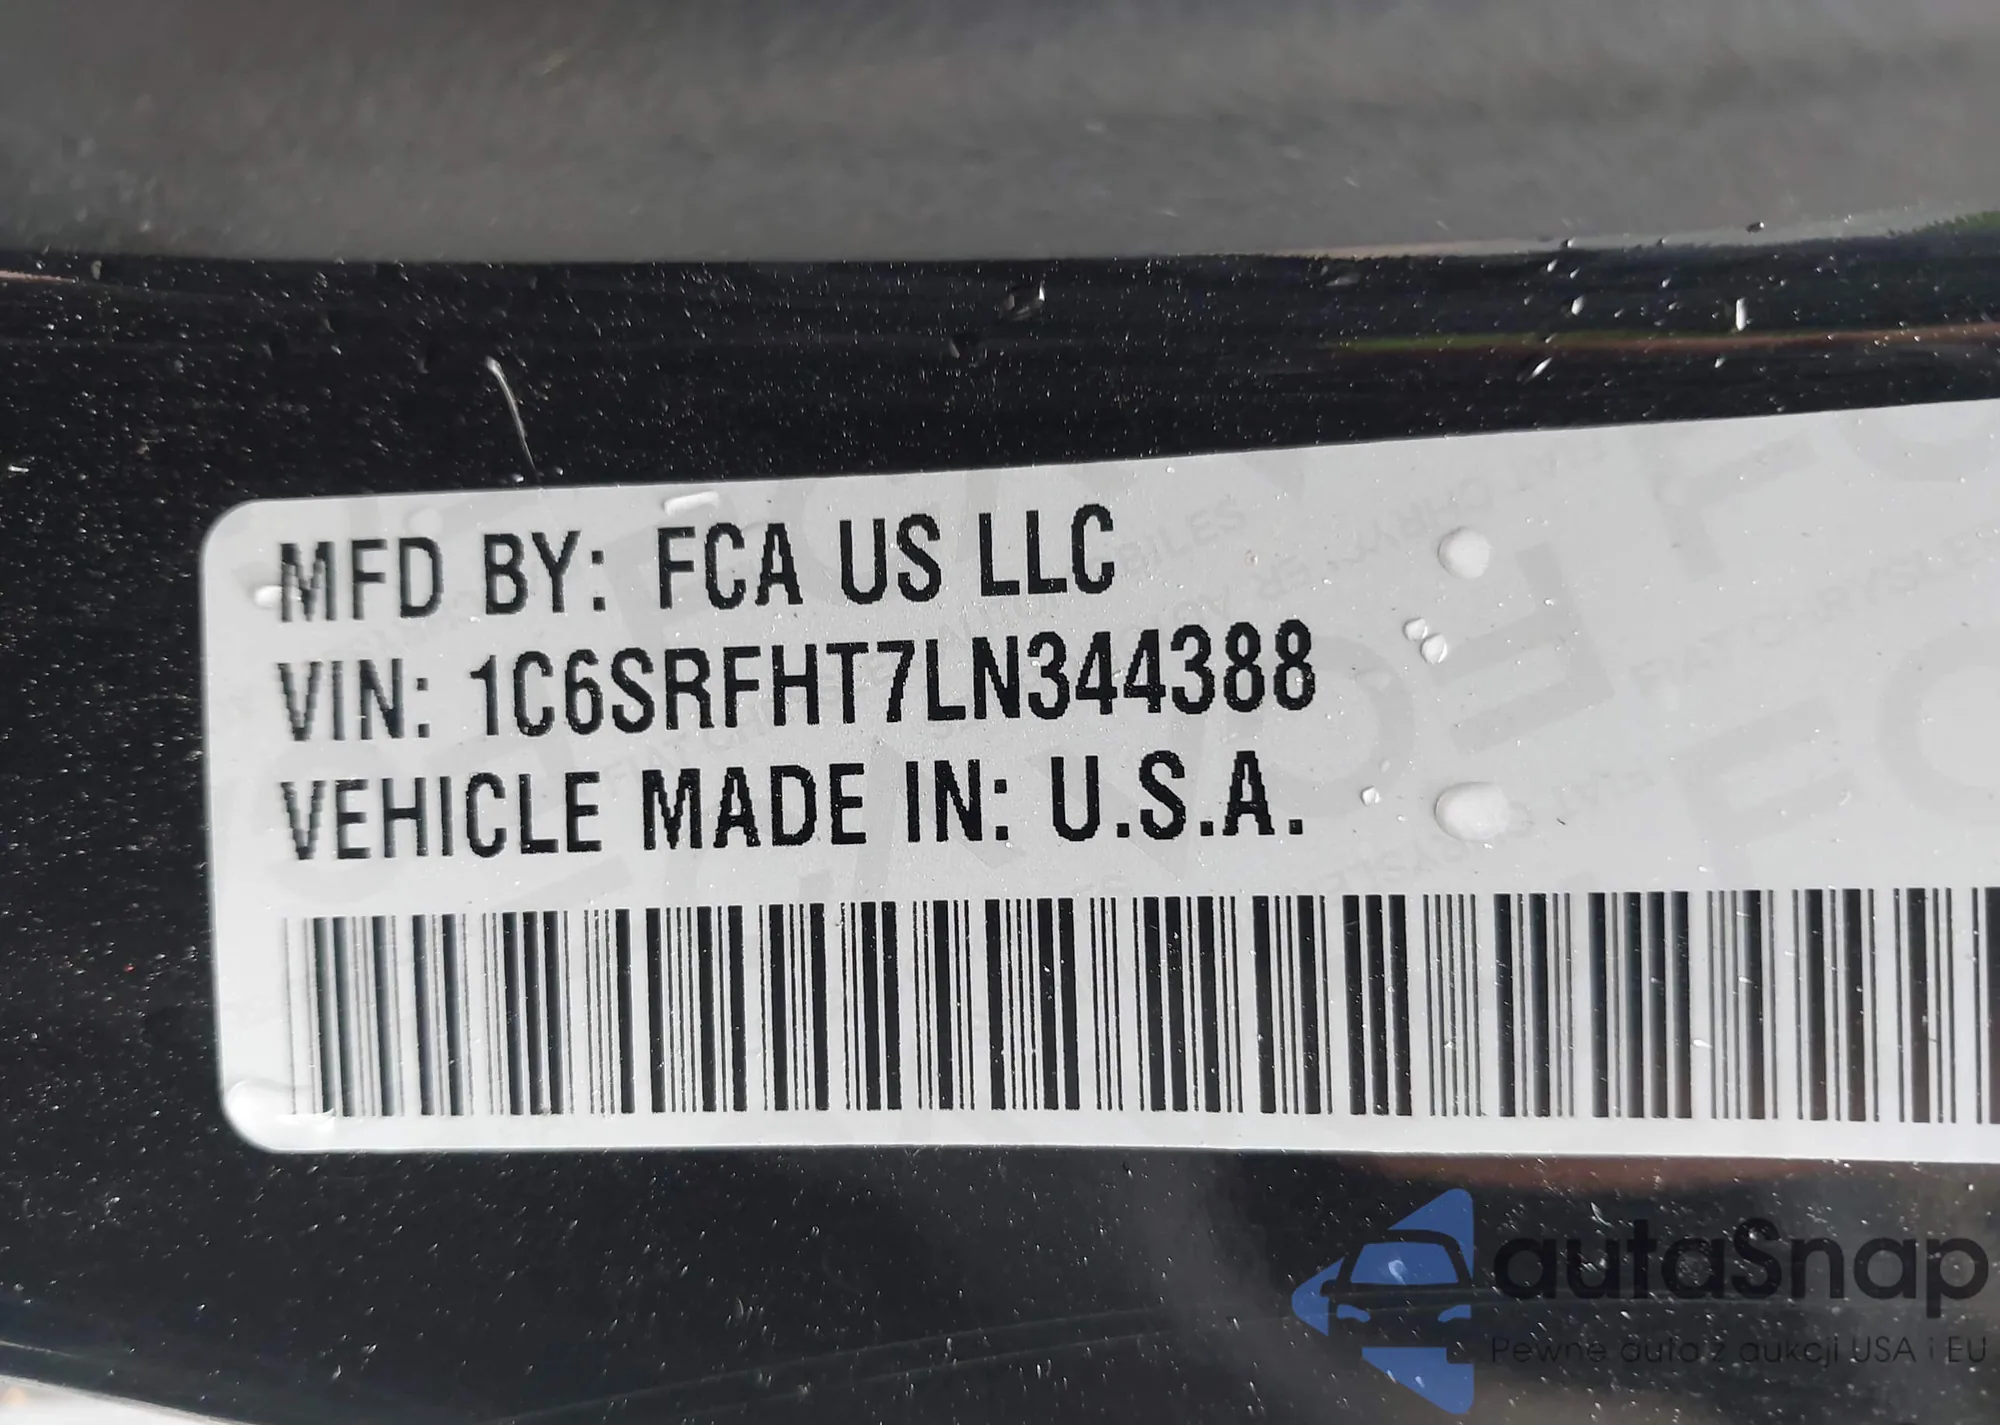 MFD BY: FCA US LLC
VIN: 1C6SRFHT7LN344388
VEHICLE MADE IN: U.S.A.
autaSnap
Pewne auta z aukcji USA i EU